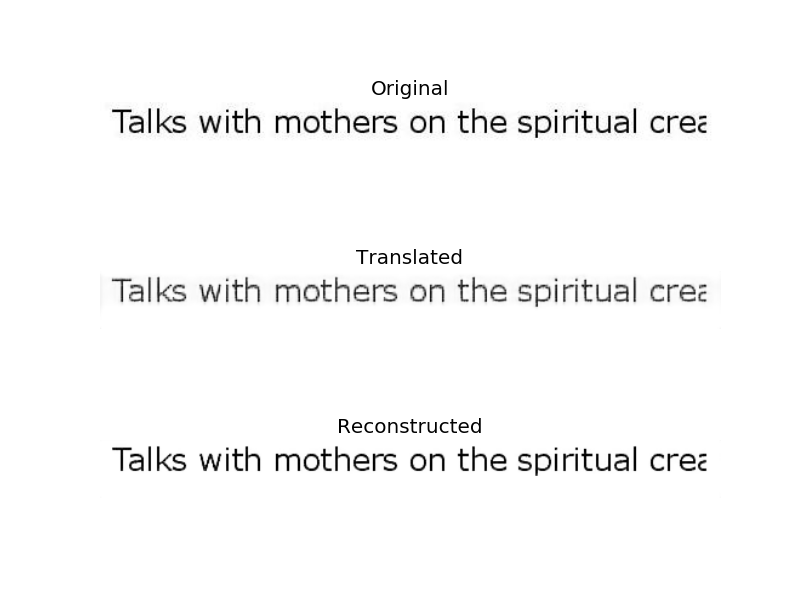 Original
Talks with mothers on the spiritual crea
Translated
Talks with mothers on the spiritual crea
Reconstructed
Talks with mothers on the spiritual crea